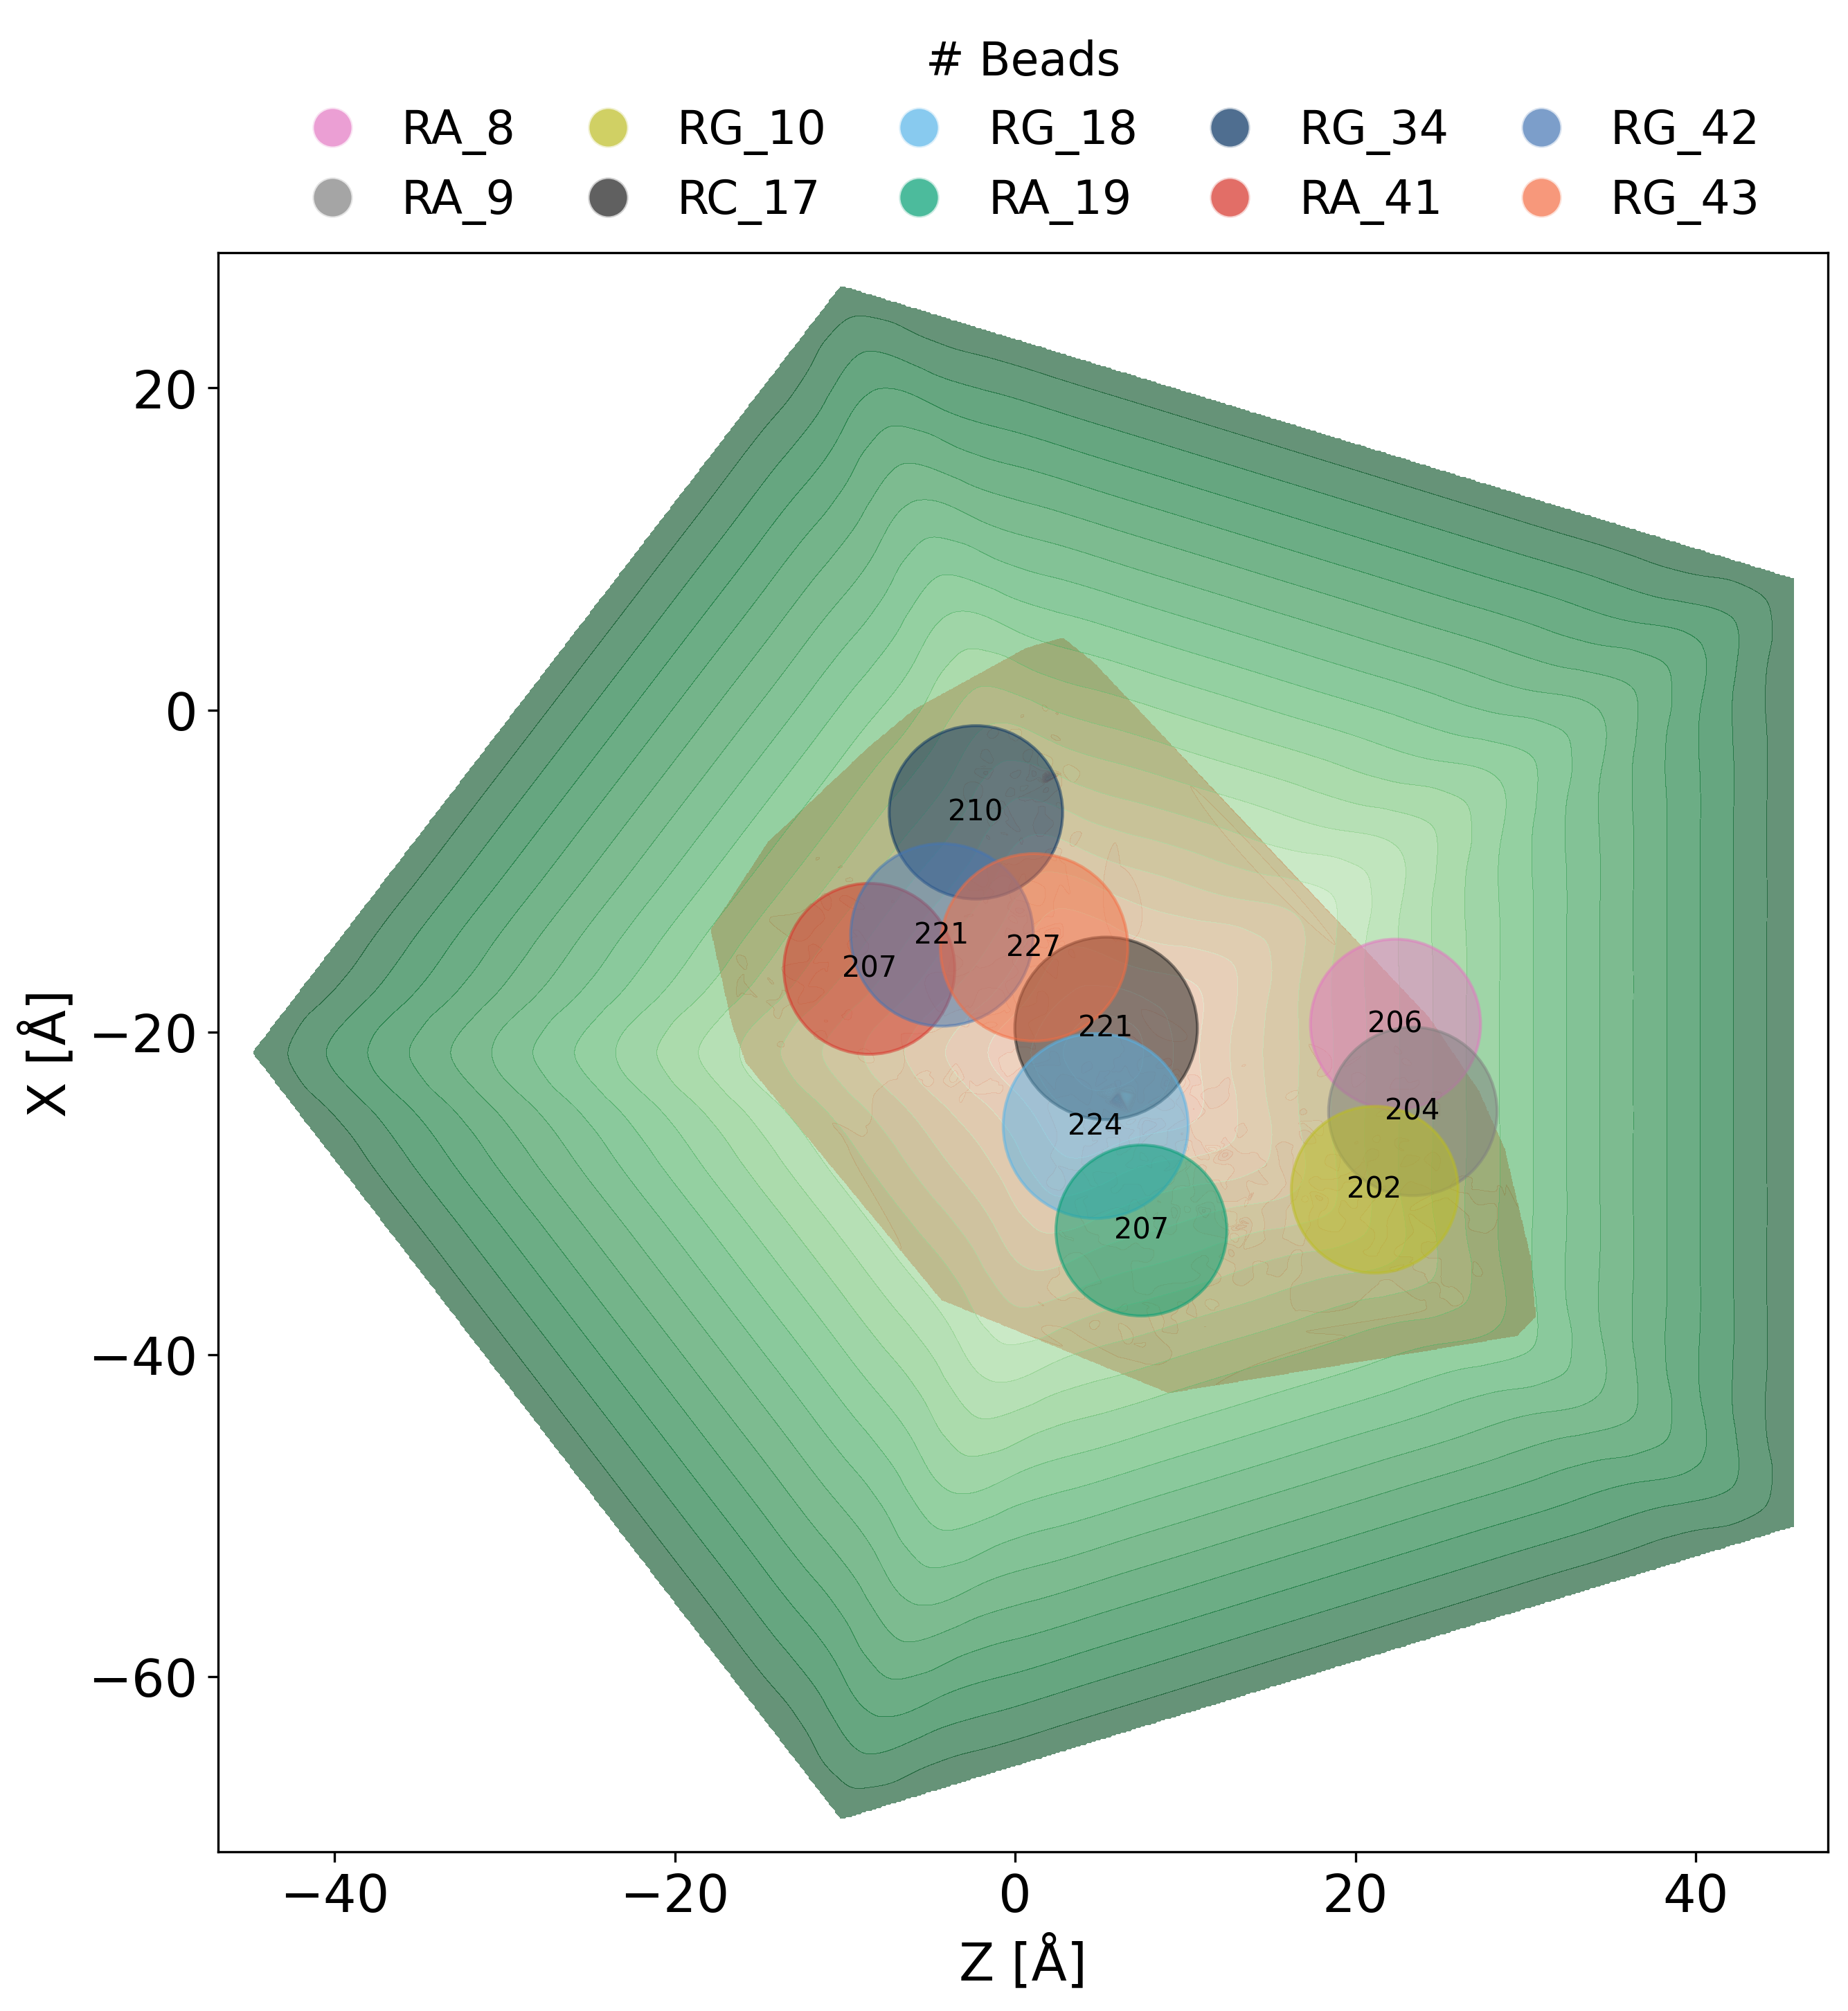 # Beads
RA_8 RG_10 RG_18 RG_34 RG_42
RA_9 RC_17 RA_19 RA_41 RG_43
20
0
−20
−40
−60
X [Å]
210
221
227
207
221
206
224
204
202
207
−40 −20 0 20 40
Z [Å]